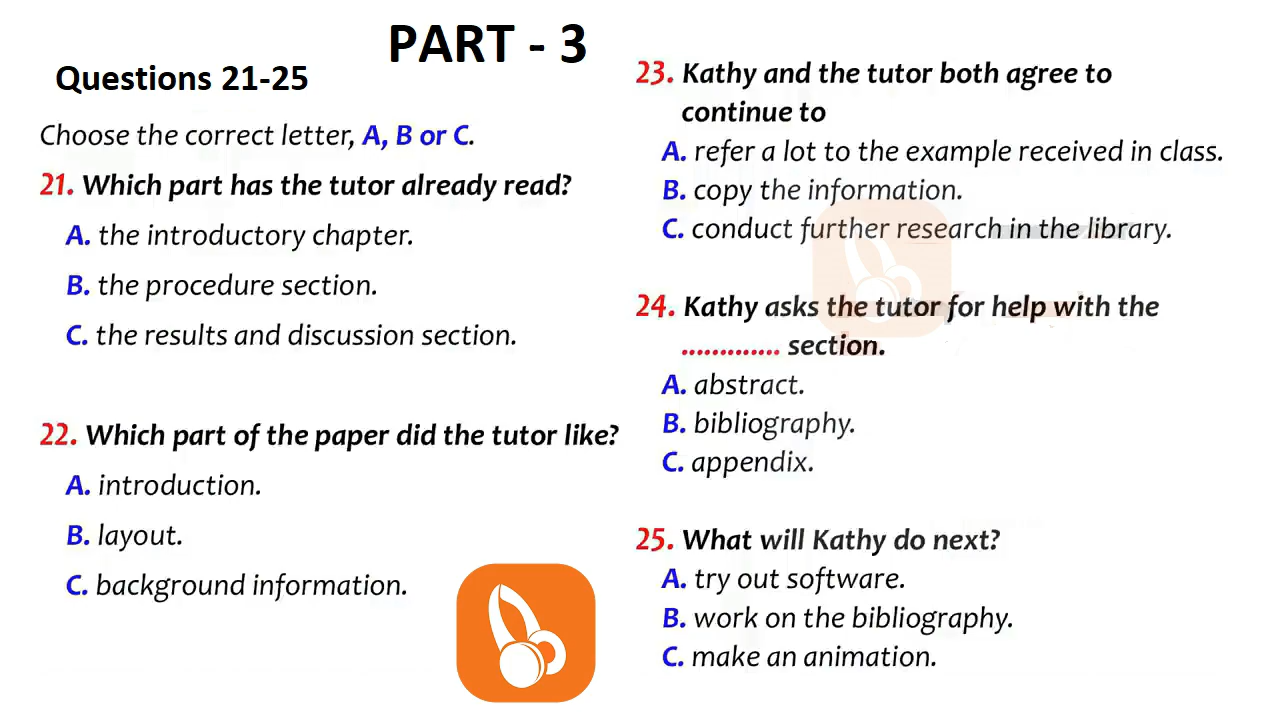 PART - 3
Questions 21-25
Choose the correct letter, A, B or C.
21. Which part has the tutor already read?
A. the introductory chapter.
B. the procedure section.
C. the results and discussion section.
22. Which part of the paper did the tutor like?
A. introduction.
B. layout.
C. background information.
23. Kathy and the tutor both agree to
continue to
A. refer a lot to the example received in class.
B. copy the information.
C. conduct further research in the library.
24. Kathy asks the tutor for help with the
............. section.
A. abstract.
B. bibliography.
C. appendix.
25. What will Kathy do next?
A. try out software.
B. work on the bibliography.
C. make an animation.